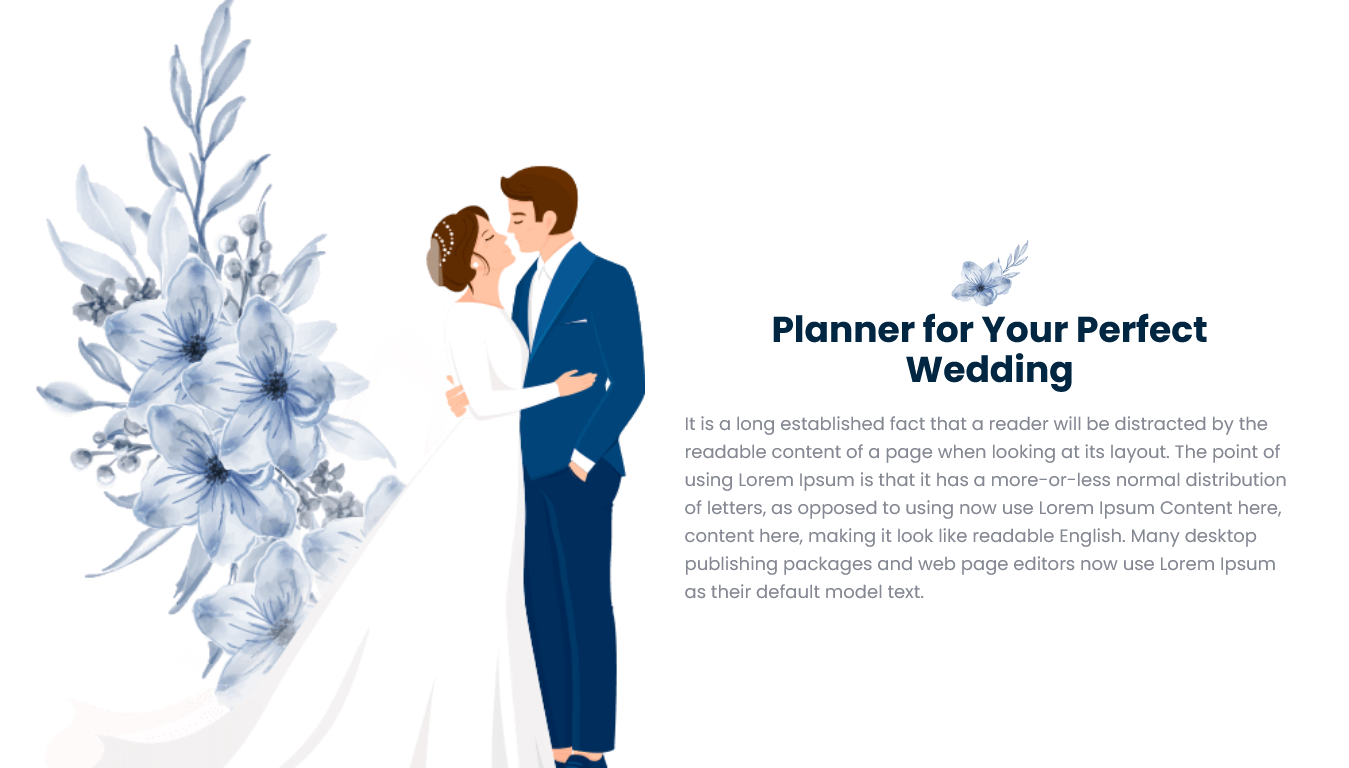 Planner for Your Perfect
Wedding
It is a long established fact that a reader will be distracted by the
readable content of a page when looking at its layout. The point of
using Lorem Ipsum is that it has a more-or-less normal distribution
of letters, as opposed to using now use Lorem Ipsum Content here,
content here, making it look like readable English. Many desktop
publishing packages and web page editors now use Lorem Ipsum
as their default model text.